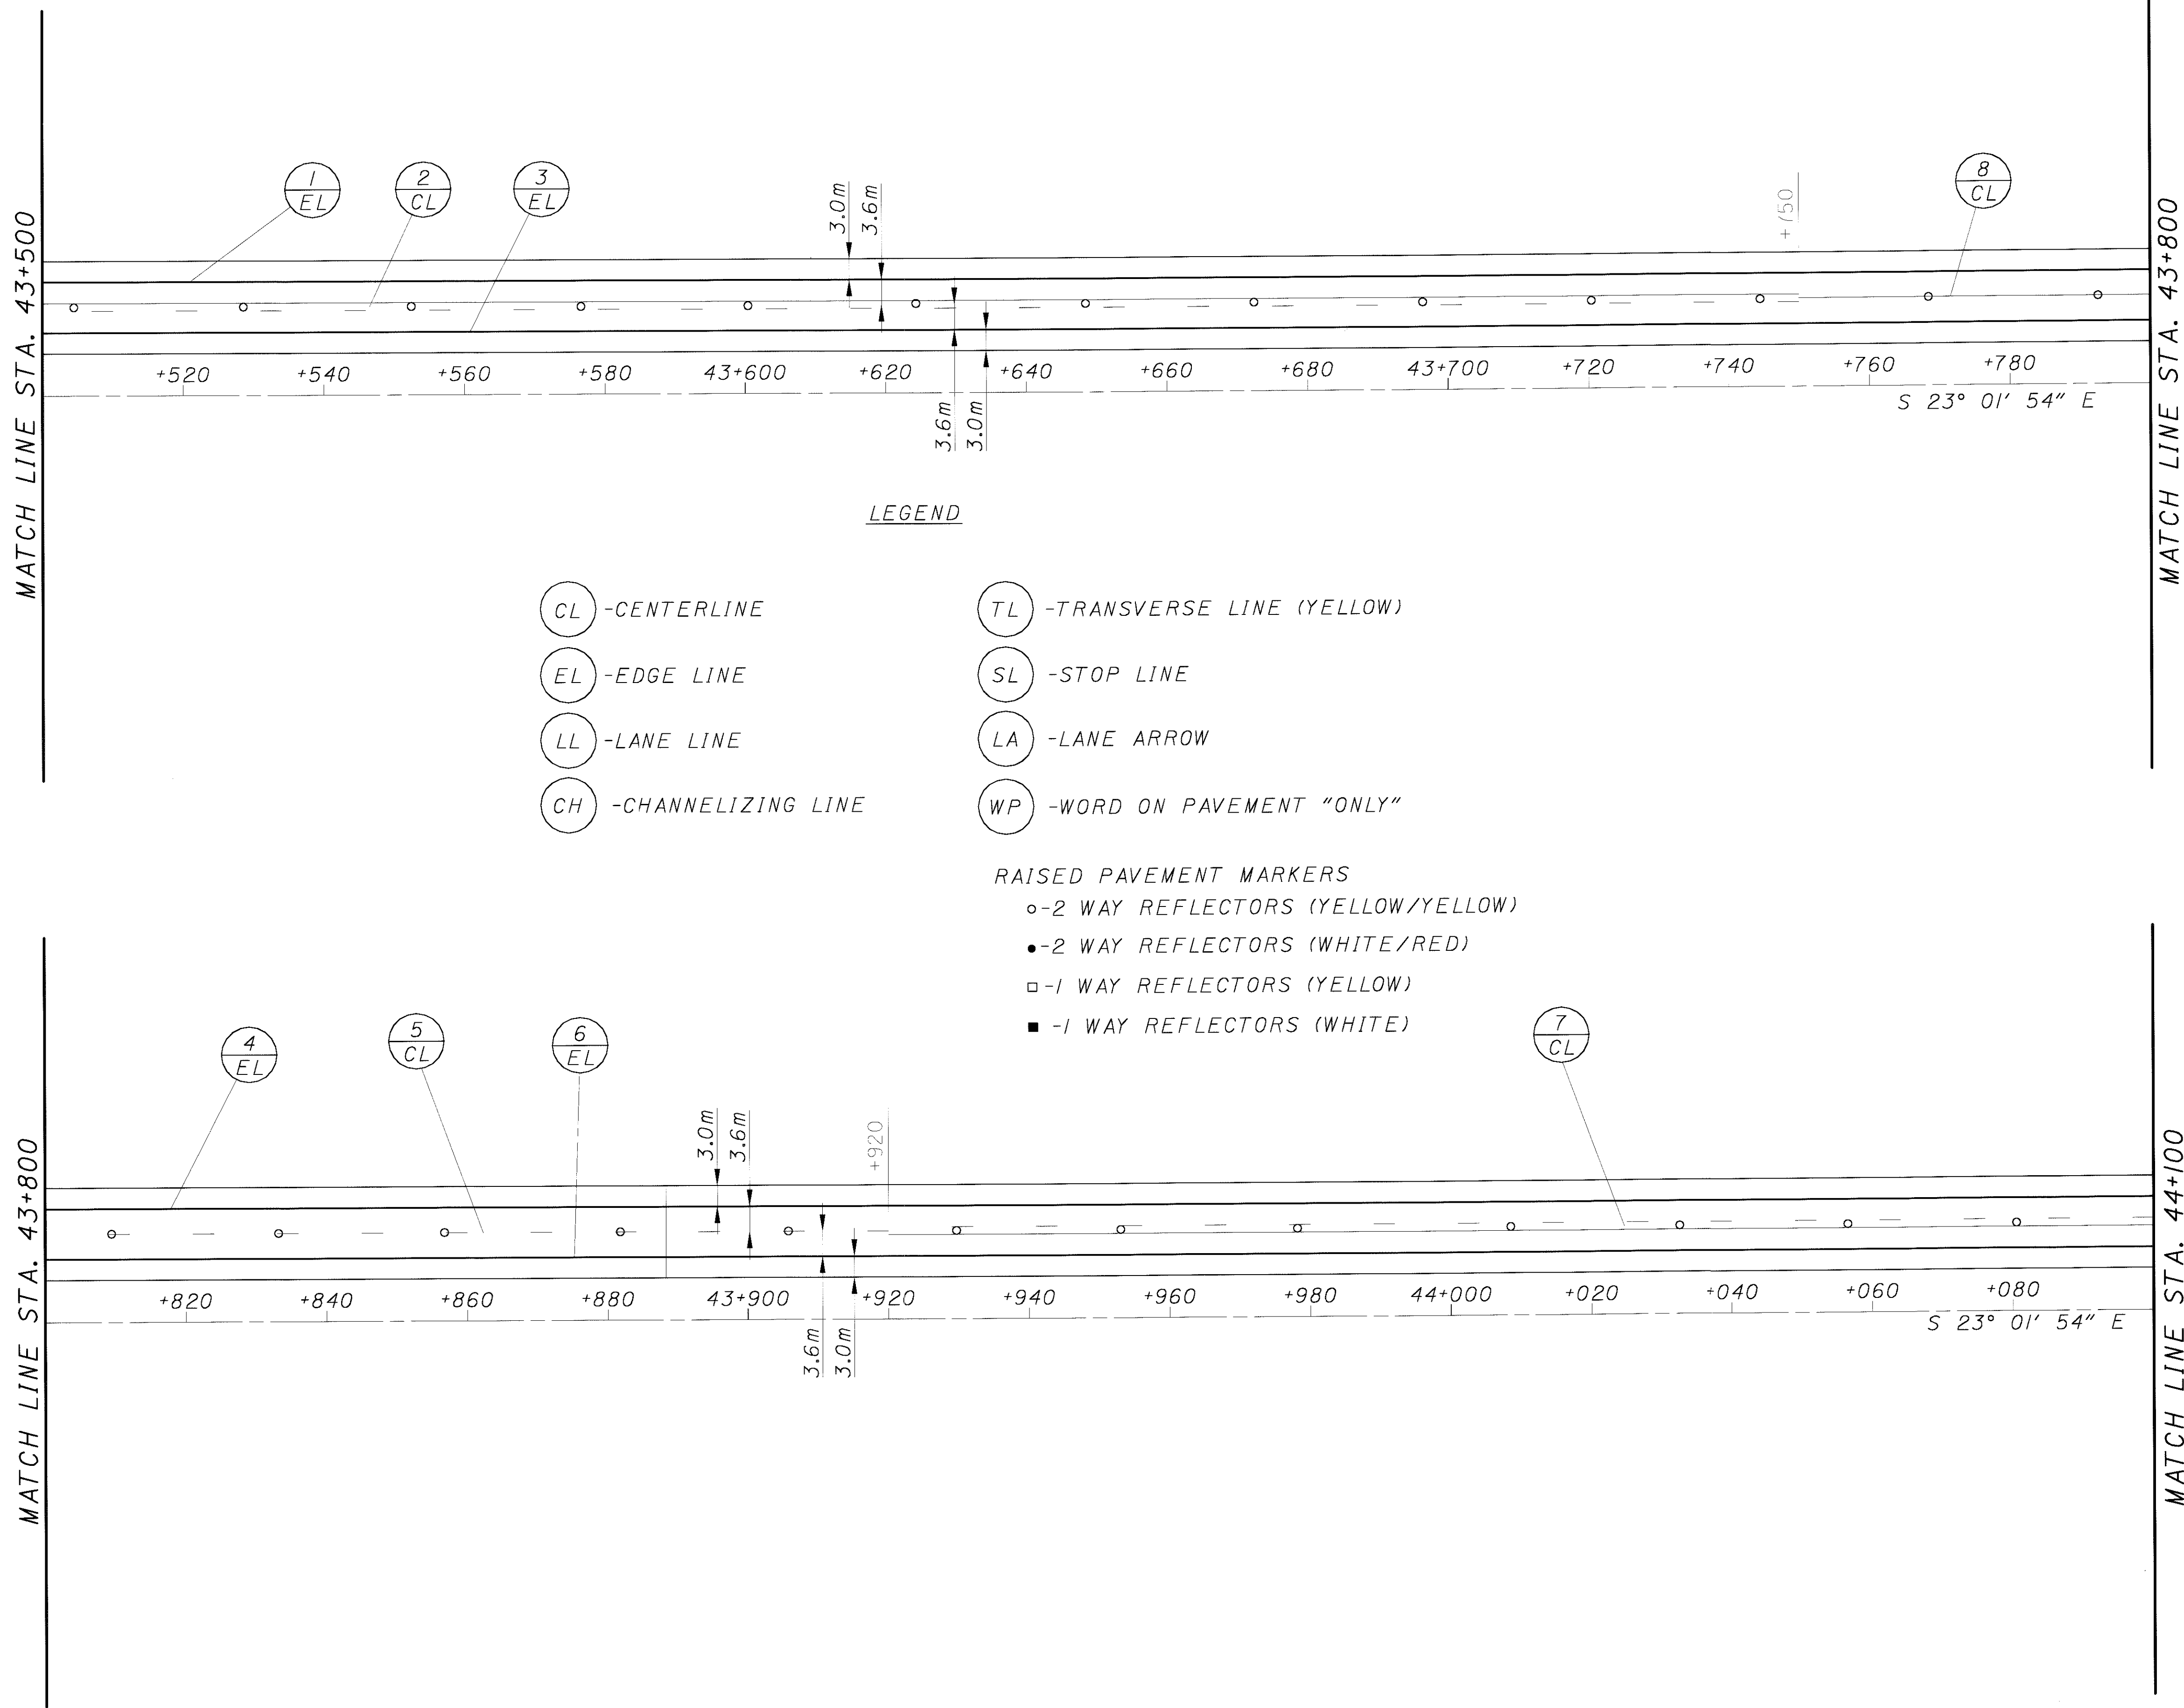 MATCH LINE STA. 43+500
1
EL
2
CL
3
EL
3.0m
3.6m
+750
8
CL
MATCH LINE STA. 43+800
+520 +540 +560 +580 43+600 +620 +640 +660 +680 43+700 +720 +740 +760 +780
S 23° 01' 54" E
3.6m
3.0m
LEGEND
CL -CENTERLINE
EL -EDGE LINE
LL -LANE LINE
CH -CHANNELIZING LINE
TL -TRANSVERSE LINE (YELLOW)
SL -STOP LINE
LA -LANE ARROW
WP -WORD ON PAVEMENT "ONLY"
RAISED PAVEMENT MARKERS
-2 WAY REFLECTORS (YELLOW/YELLOW)
-2 WAY REFLECTORS (WHITE/RED)
-1 WAY REFLECTORS (YELLOW)
-1 WAY REFLECTORS (WHITE)
MATCH LINE STA. 43+800
4
EL
5
CL
6
EL
3.0m
3.6m
+920
7
CL
MATCH LINE STA. 44+100
+820 +840 +860 +880 43+900 +920 +940 +960 +980 44+000 +020 +040 +060 +080
S 23° 01' 54" E
3.6m
3.0m